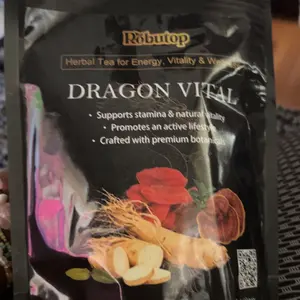 Robutop
Herbal Tea for Energy, Vitality &
DRAGON VITAL
• Supports stamina & natural vitality
• Promotes an active lifestyle
• Crafted with premium botanicals